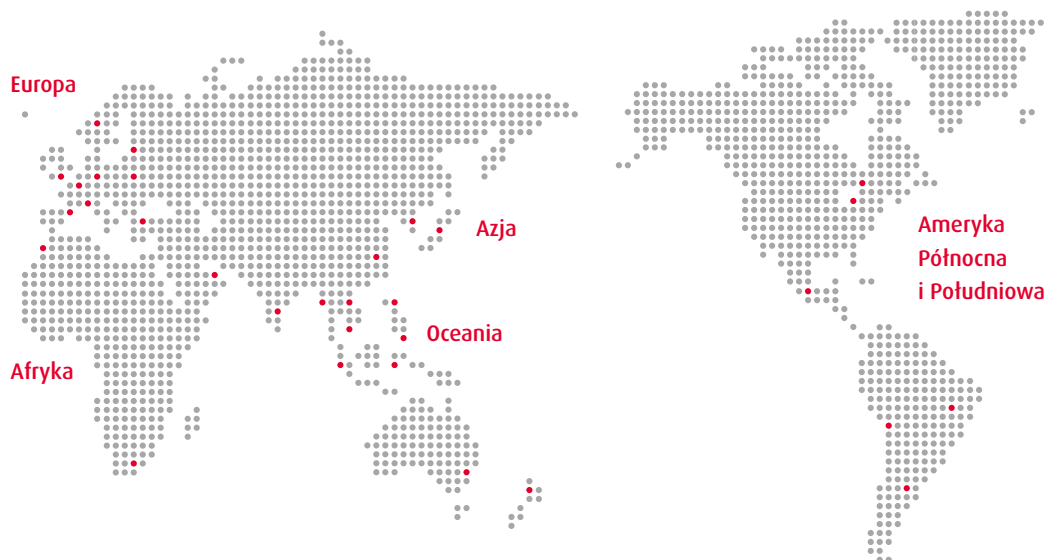 Europa
Azja
Ameryka
Północna
i Południowa
Oceania
Afryka